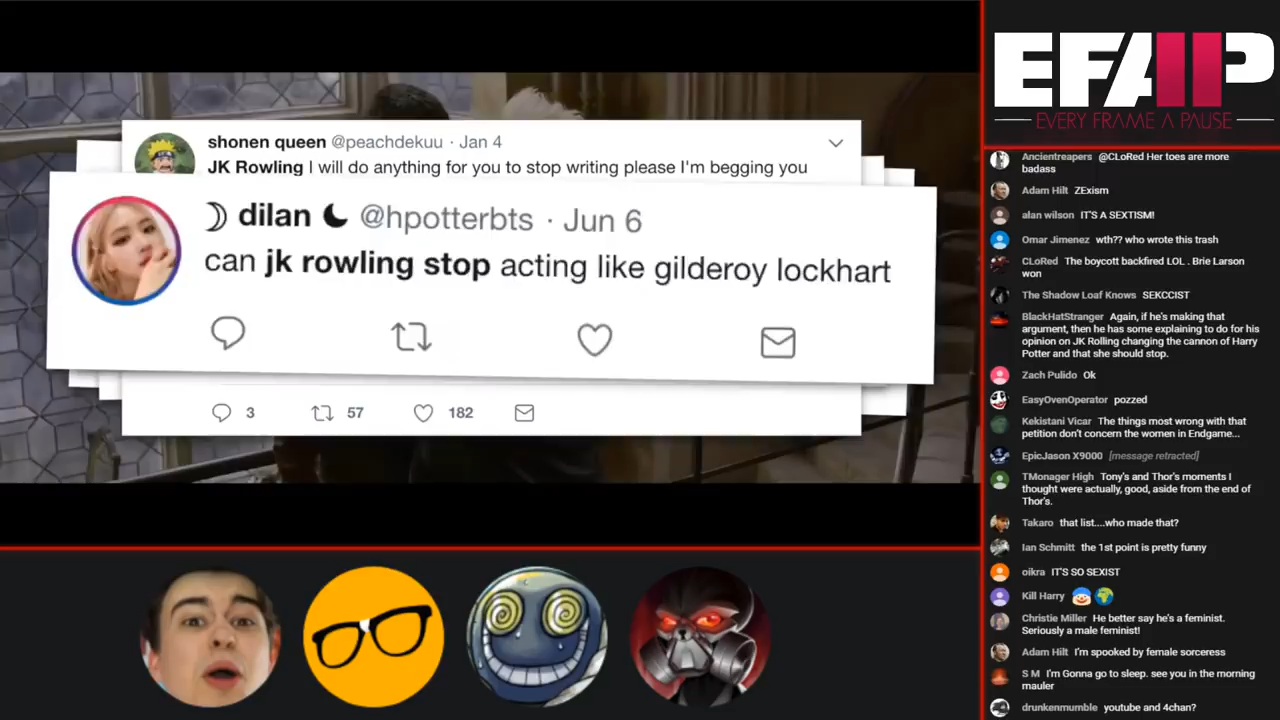 shonen queen @peachdekuu · Jan 4
JK Rowling I will do anything for you to stop writing please I'm begging you
dilan @hpotterbts · Jun 6
can jk rowling stop acting like gilderoy lockhart
3 57 182
EFAP
EVERY FRAME A PAUSE
Ancientreapers @CLoRed Her toes are more
badass
Adam Hilt ZExism
alan wilson IT'S A SEXTISM!
Omar Jimenez wth?? who wrote this trash
CLoRed The boycott backfired LOL . Brie Larson
won
The Shadow Loaf Knows SEKCCIST
BlackHatStranger Again, if he's making that
argument, then he has some explaining to do for his
opinion on JK Rolling changing the cannon of Harry
Potter and that she should stop.
Zach Pulido Ok
EasyOvenOperator pozzed
Kekistani Vicar The things most wrong with that
petition don't concern the women in Endgame...
EpicJason X9000 [message retracted]
TMonager High Tony's and Thor's moments I
thought were actually, good, aside from the end of
Thor's.
Takaro that list....who made that?
Ian Schmitt the 1st point is pretty funny
oikra IT'S SO SEXIST
Kill Harry
Christie Miller He better say he's a feminist.
Seriously a male feminist!
Adam Hilt I'm spooked by female sorceress
S M I'm Gonna go to sleep. see you in the morning
mauler
drunkenmumble youtube and 4chan?